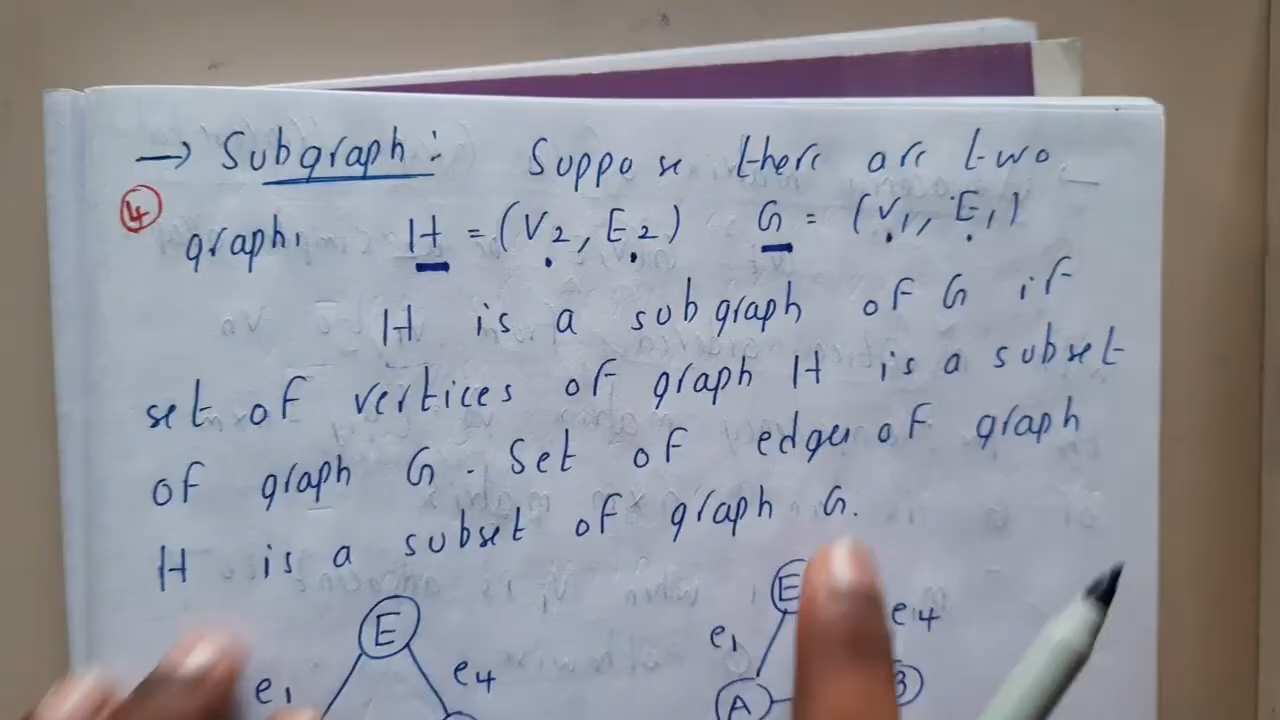 → Subgraph: Suppose there are two
4
graphs H = (V2, E2) G = (V1, E1)
H is a subgraph of G if
set of vertices of graph H is a subset
of graph G. Set of edges of graph
H is a subset of graph G.
E E
e1 e4 e1 e4
A B